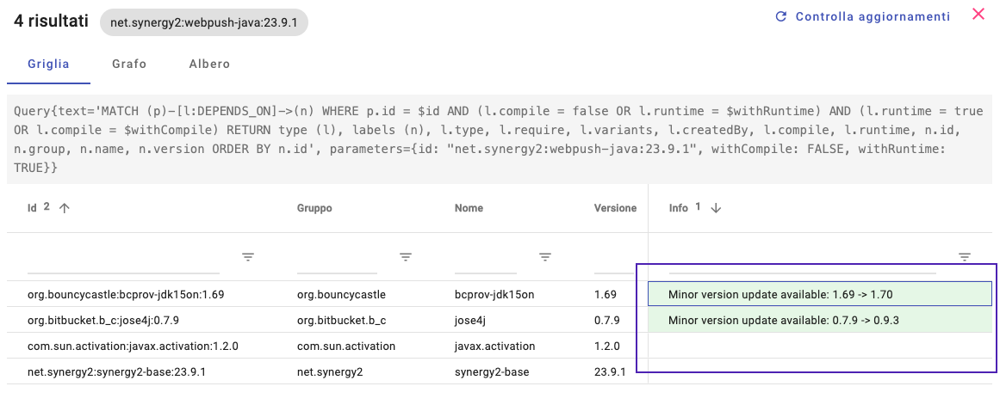 4 risultati net.synergy2:webpush-java:23.9.1 Controlla aggiornamenti
Griglia Grafo Albero
Query{text='MATCH (p)-[l:DEPENDS_ON]->(n) WHERE p.id = $id AND (l.compile = false OR l.runtime = $withRuntime) AND (l.runtime = true
OR l.compile = $withCompile) RETURN type (l), labels (n), l.type, l.require, l.variants, l.createdBy, l.compile, l.runtime, n.id,
n.group, n.name, n.version ORDER BY n.id', parameters={id: "net.synergy2:webpush-java:23.9.1", withCompile: FALSE, withRuntime:
TRUE}}
Id 2 Gruppo Nome Versione Info 1
org.bouncycastle:bcprov-jdk15on:1.69 org.bouncycastle bcprov-jdk15on 1.69 Minor version update available: 1.69 -> 1.70
org.bitbucket.b_c:jose4j:0.7.9 org.bitbucket.b_c jose4j 0.7.9 Minor version update available: 0.7.9 -> 0.9.3
com.sun.activation:javax.activation:1.2.0 com.sun.activation javax.activation 1.2.0
net.synergy2:synergy2-base:23.9.1 net.synergy2 synergy2-base 23.9.1